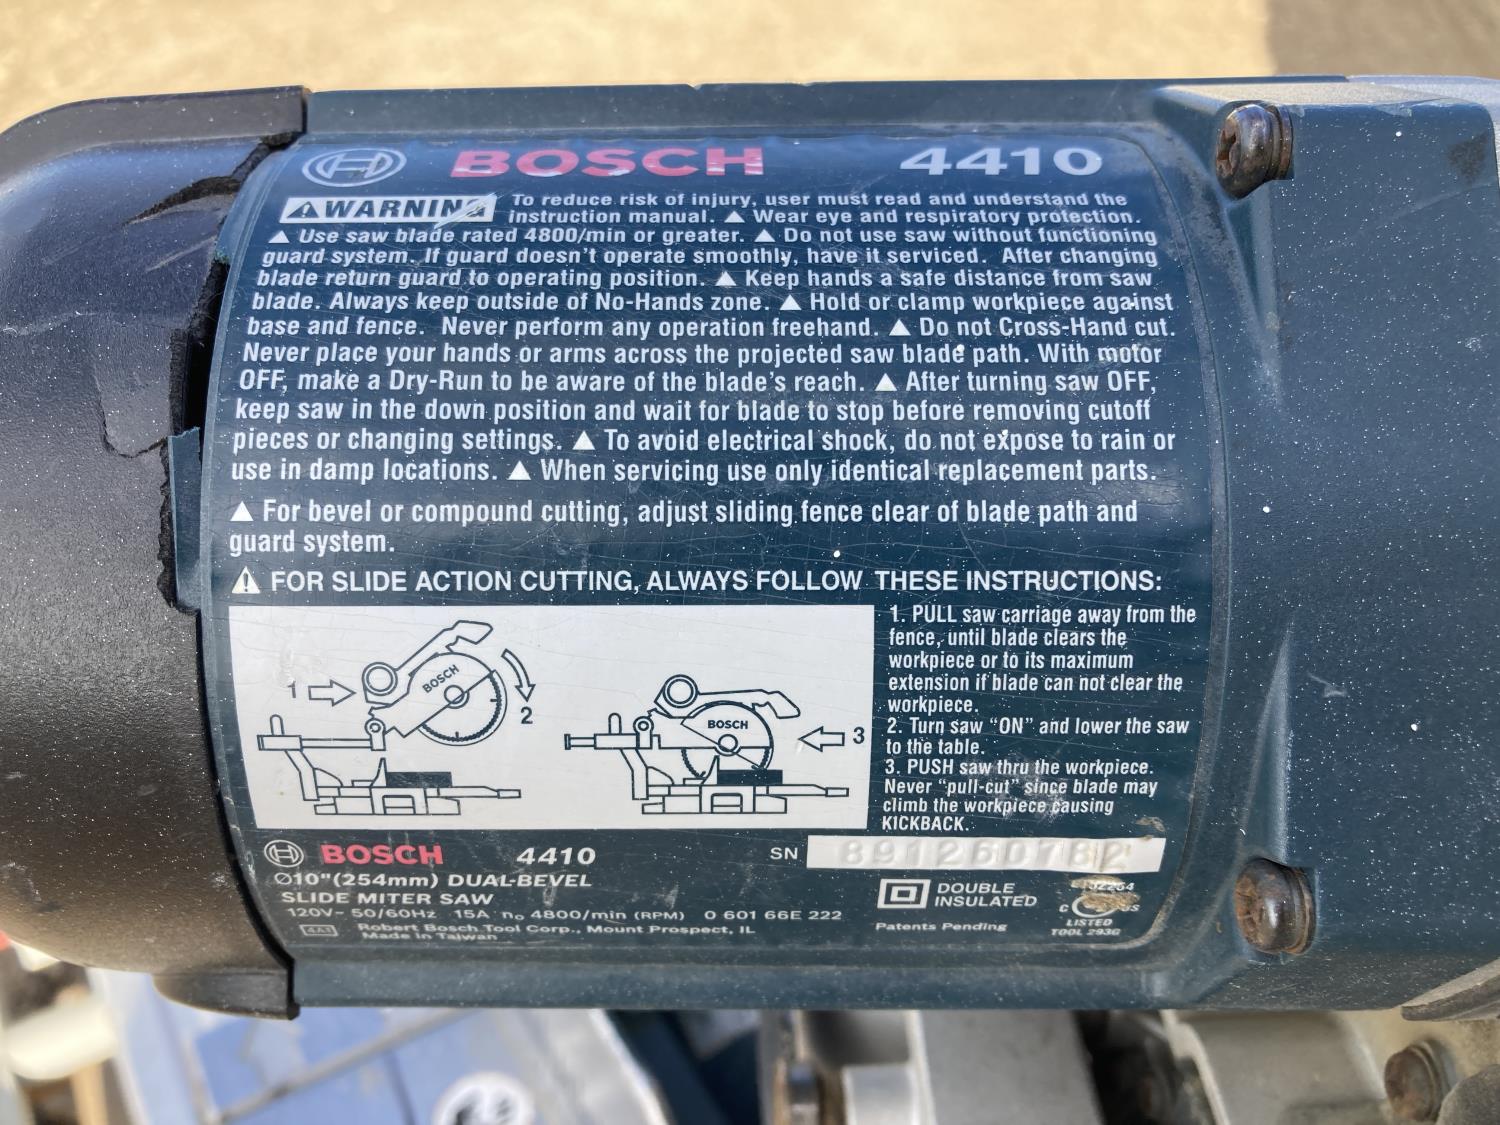 BOSCH 4410
WARNING To reduce risk of injury, user must read and understand the
instruction manual. ▲ Wear eye and respiratory protection.
▲ Use saw blade rated 4800/min or greater. ▲ Do not use saw without functioning
guard system. If guard doesn't operate smoothly, have it serviced. After changing
blade return guard to operating position. ▲ Keep hands a safe distance from saw
blade. Always keep outside of No-Hands zone. ▲ Hold or clamp workpiece against
base and fence. Never perform any operation freehand. ▲ Do not Cross-Hand cut.
Never place your hands or arms across the projected saw blade path. With motor
OFF, make a Dry-Run to be aware of the blade's reach. ▲ After turning saw OFF,
keep saw in the down position and wait for blade to stop before removing cutoff
pieces or changing settings. ▲ To avoid electrical shock, do not expose to rain or
use in damp locations. ▲ When servicing use only identical replacement parts.
▲ For bevel or compound cutting, adjust sliding fence clear of blade path and
guard system.
FOR SLIDE ACTION CUTTING, ALWAYS FOLLOW THESE INSTRUCTIONS:
1
BOSCH
2
BOSCH
3
1. PULL saw carriage away from the
fence, until blade clears the
workpiece or to its maximum
extension if blade can not clear the
workpiece.
2. Turn saw "ON" and lower the saw
to the table.
3. PUSH saw thru the workpiece.
Never "pull-cut" since blade may
climb the workpiece causing
KICKBACK.
BOSCH 4410
Ø10"(254mm) DUAL-BEVEL
SLIDE MITER SAW
120V~ 50/60Hz 15A n₀ 4800/min (RPM) 0 601 66E 222
Robert Bosch Tool Corp., Mount Prospect, IL
Made in Taiwan
SN 891260782
DOUBLE
INSULATED
Patents Pending
C US
LISTED
TOOL 293G